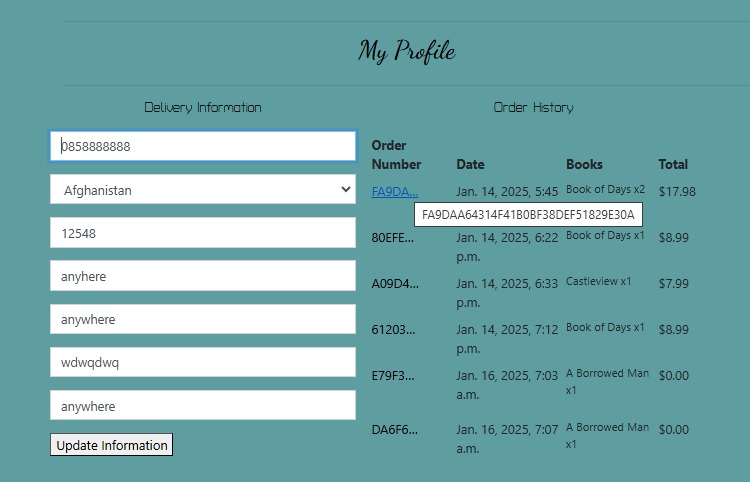 My Profile
Delivery Information
0858888888
Afghanistan
12548
anyhere
anywhere
wdwqdwq
anywhere
Update Information
Order History
Order
Number Date Books Total
FA9DA... Jan. 14, 2025, 5:45 Book of Days x2 $17.98
FA9DAA64314F41B0BF38DEF51829E30A
80EFE... Jan. 14, 2025, 6:22 Book of Days x1 $8.99
p.m.
A09D4... Jan. 14, 2025, 6:33 Castleview x1 $7.99
p.m.
61203... Jan. 14, 2025, 7:12 Book of Days x1 $8.99
p.m.
E79F3... Jan. 16, 2025, 7:03 A Borrowed Man $0.00
a.m. x1
DA6F6... Jan. 16, 2025, 7:07 A Borrowed Man $0.00
a.m. x1